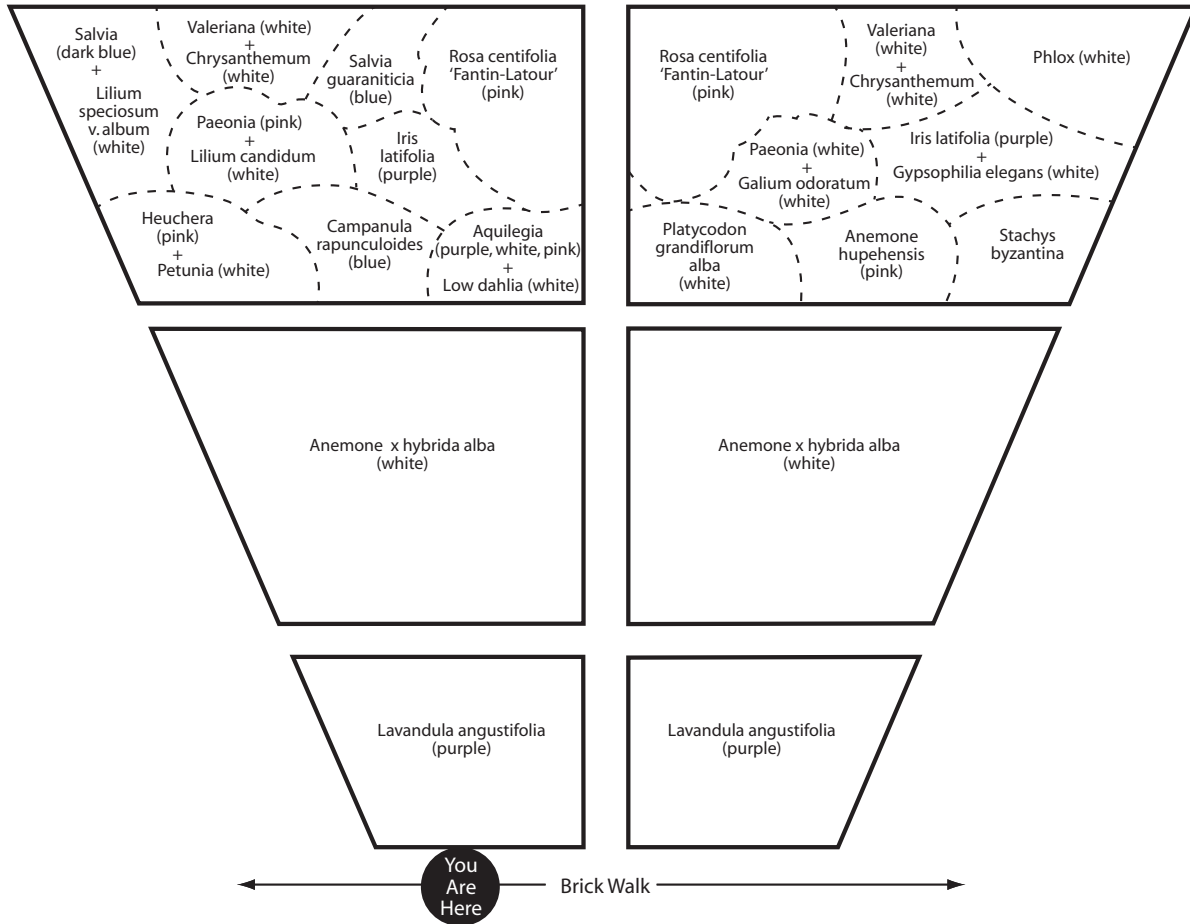 Salvia
(dark blue)
+
Lilium
speciosum
v. album
(white)
Valeriana (white)
+
Chrysanthemum
(white)
Salvia
guaraniticia
(blue)
Rosa centifolia
'Fantin-Latour'
(pink)
Paeonia (pink)
+
Lilium candidum
(white)
Iris
latifolia
(purple)
Heuchera
(pink)
+
Petunia (white)
Campanula
rapunculoides
(blue)
Aquilegia
(purple, white, pink)
+
Low dahlia (white)
Rosa centifolia
'Fantin-Latour'
(pink)
Valeriana
(white)
+
Chrysanthemum
(white)
Phlox (white)
Paeonia (white)
+
Galium odoratum
(white)
Iris latifolia (purple)
+
Gypsophilia elegans (white)
Platycodon
grandiflorum
alba
(white)
Anemone
hupehensis
(pink)
Stachys
byzantina
Anemone x hybrida alba
(white)
Anemone x hybrida alba
(white)
Lavandula angustifolia
(purple)
Lavandula angustifolia
(purple)
You
Are
Here
Brick Walk